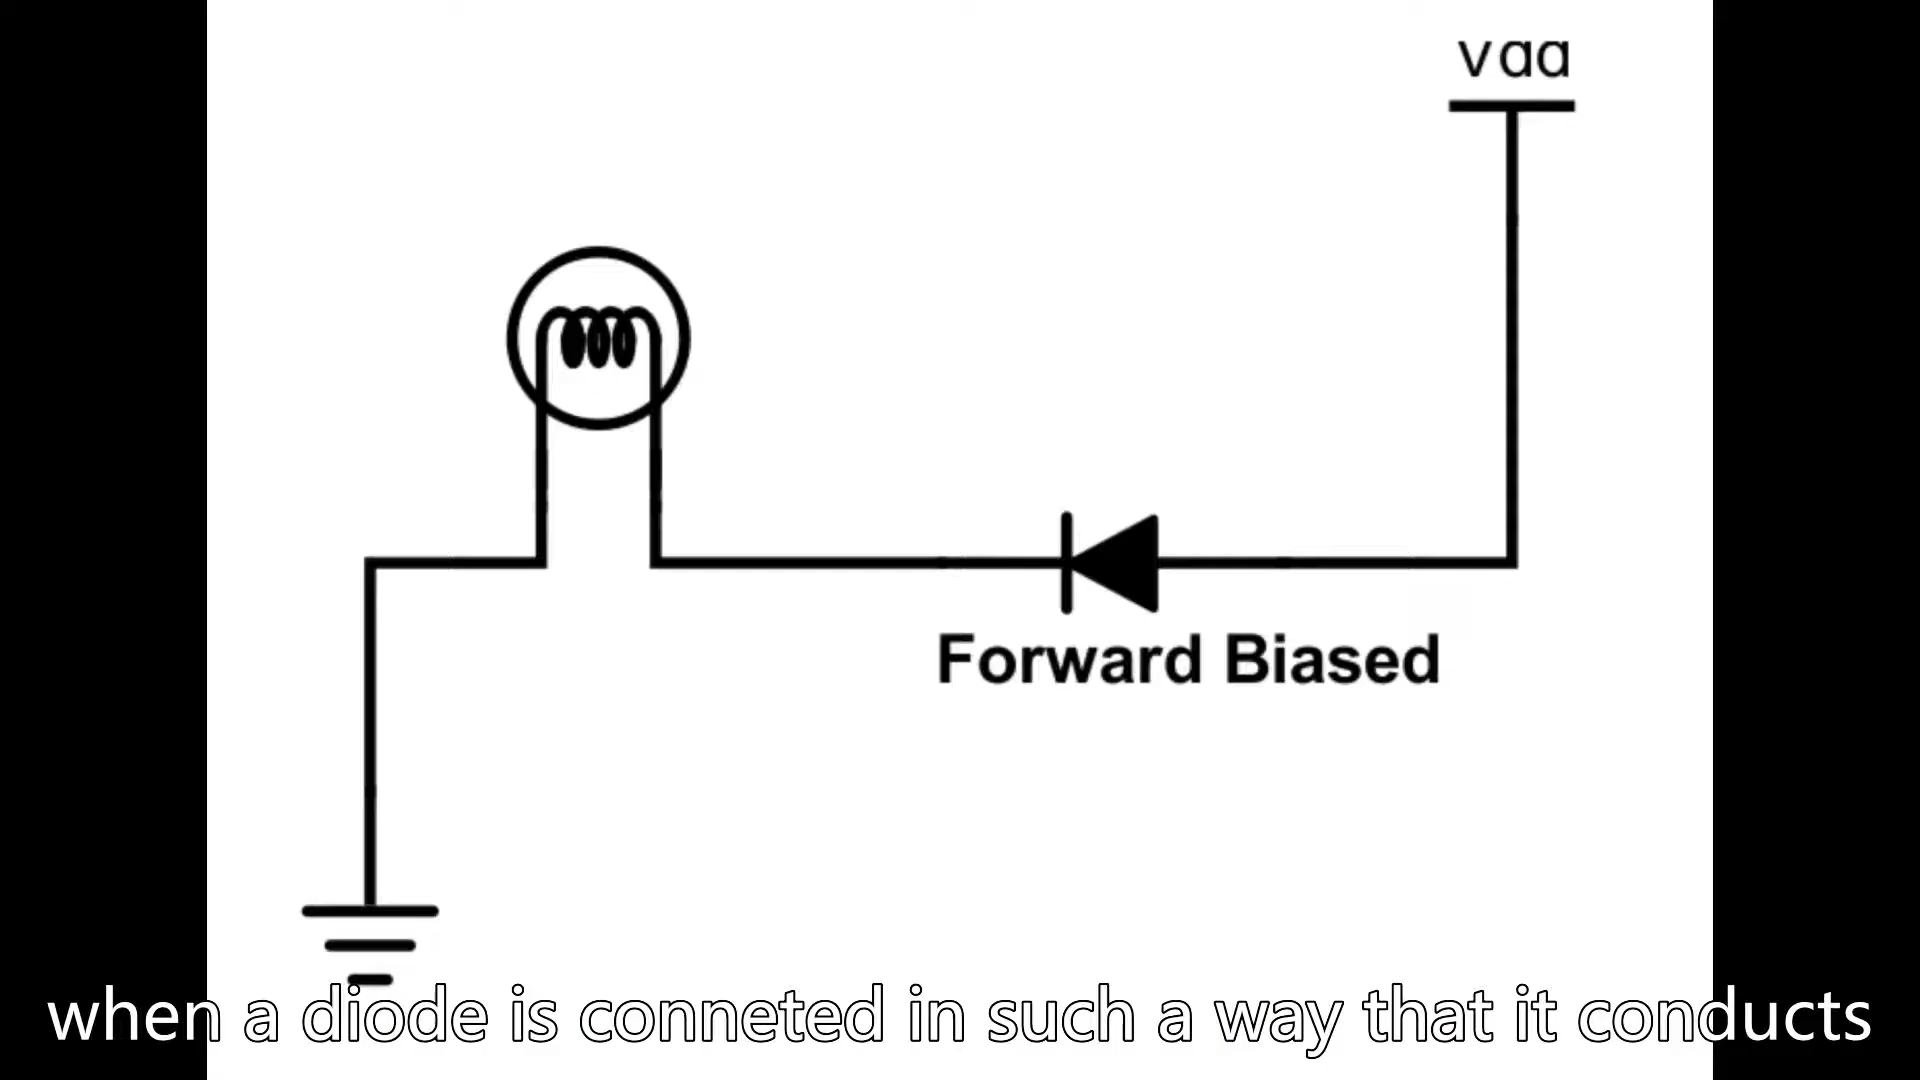 vaa
Forward Biased
when a diode is conneted in such a way that it conducts